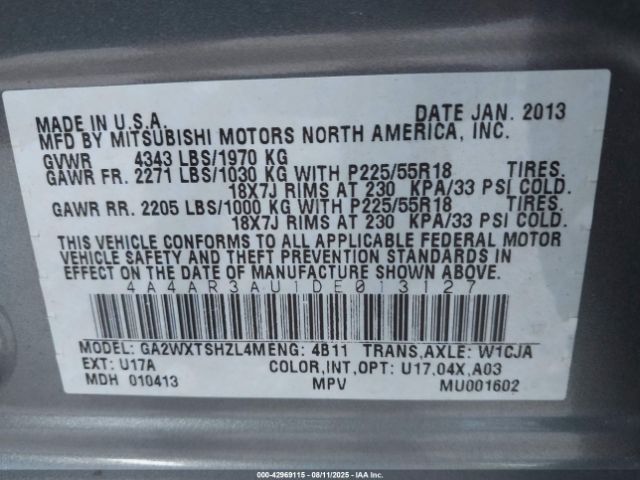 MADE IN U.S.A. DATE JAN. 2013
MFD BY MITSUBISHI MOTORS NORTH AMERICA, INC.
GVWR 4343 LBS/1970 KG
GAWR FR. 2271 LBS/1030 KG WITH P225/55R18 TIRES.
18X7J RIMS AT 230 KPA/33 PSI COLD.
GAWR RR. 2205 LBS/1000 KG WITH P225/55R18 TIRES.
18X7J RIMS AT 230 KPA/33 PSI COLD.
THIS VEHICLE CONFORMS TO ALL APPLICABLE FEDERAL MOTOR
VEHICLE SAFETY AND THEFT PREVENTION STANDARDS IN
EFFECT ON THE DATE OF MANUFACTURE SHOWN ABOVE.
4A4AR3AU1DE013127
MODEL: GA2WXTSHZL4M ENG: 4B11 TRANS,AXLE: W1CJA
EXT: U17A COLOR,INT,OPT: U17,04X,A03
MDH 010413 MPV MU001602
000-42969115 - 08/11/2025 - IAA Inc.